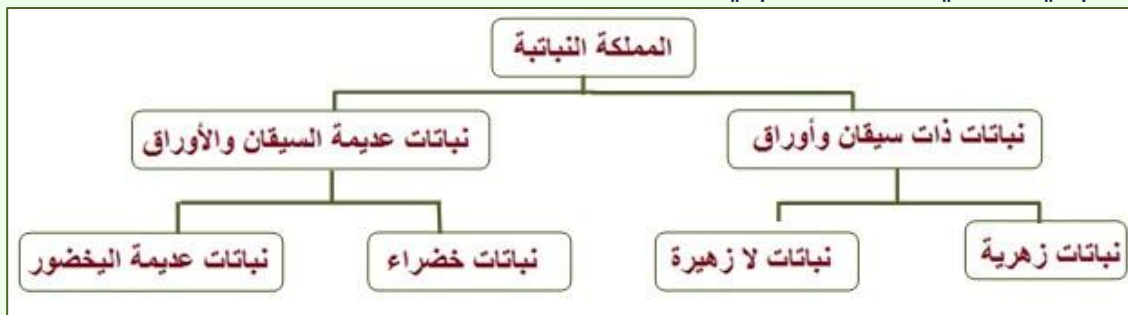 المملكة النباتبة
نباتات ذات سيقان وأوراق
نباتات عديمة السيقان والأوراق
نباتات زهرية
نباتات لا زهيرة
نباتات خضراء
نباتات عديمة اليخضور